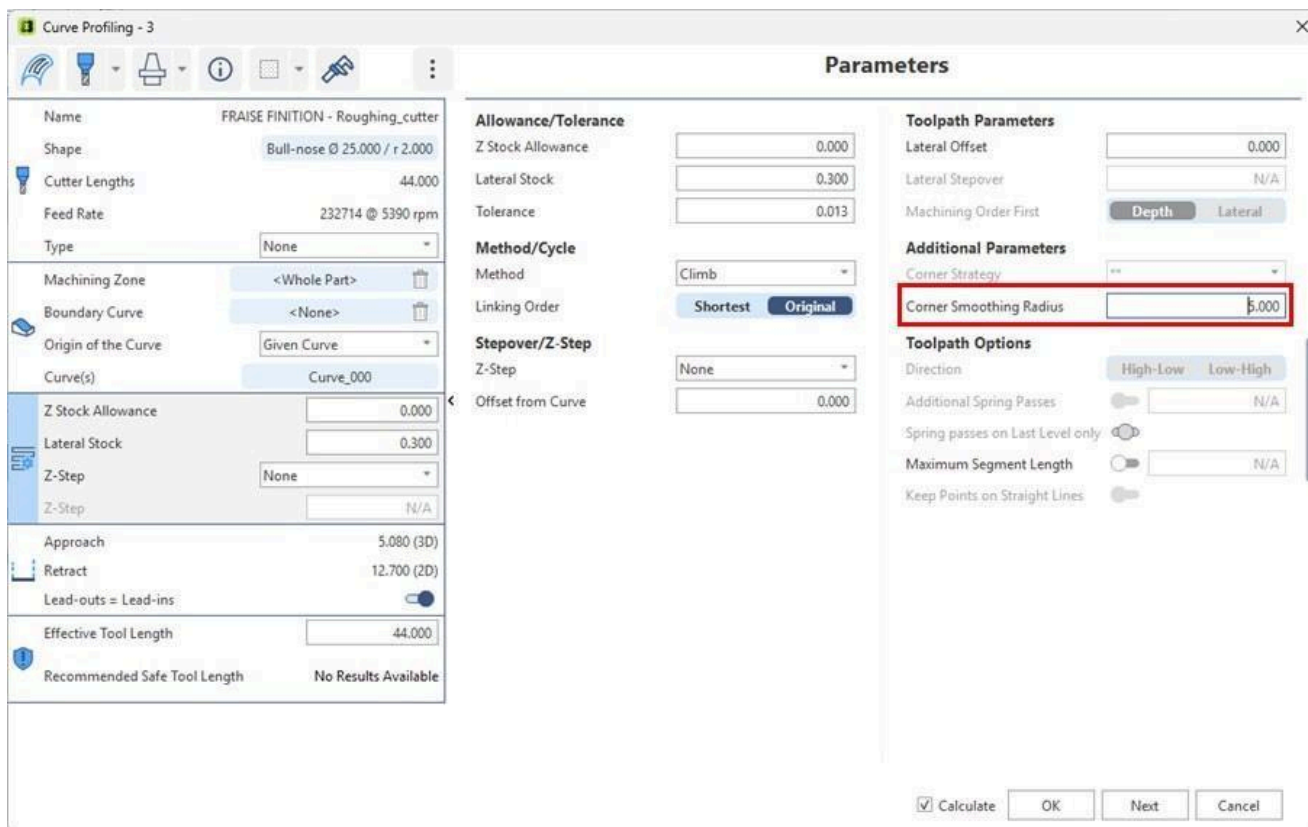 Curve Profiling - 3
Parameters
Name FRAISE FINITION - Roughing_cutter
Shape Bull-nose Ø 25.000 / r 2.000
Cutter Lengths 44.000
Feed Rate 232714 @ 5390 rpm
Type None
Machining Zone <Whole Part>
Boundary Curve <None>
Origin of the Curve Given Curve
Curve(s) Curve_000
Z Stock Allowance 0.000
Lateral Stock 0.300
Z-Step None
Z-Step N/A
Approach 5.080 (3D)
Retract 12.700 (2D)
Lead-outs = Lead-ins
Effective Tool Length 44.000
Recommended Safe Tool Length No Results Available
Allowance/Tolerance
Z Stock Allowance 0.000
Lateral Stock 0.300
Tolerance 0.013
Method/Cycle
Method Climb
Linking Order Shortest Original
Stepover/Z-Step
Z-Step None
Offset from Curve 0.000
Toolpath Parameters
Lateral Offset 0.000
Lateral Stepover N/A
Machining Order First Depth Lateral
Additional Parameters
Corner Strategy **
Corner Smoothing Radius 5.000
Toolpath Options
Direction High-Low Low-High
Additional Spring Passes N/A
Spring passes on Last Level only
Maximum Segment Length N/A
Keep Points on Straight Lines
Calculate OK Next Cancel